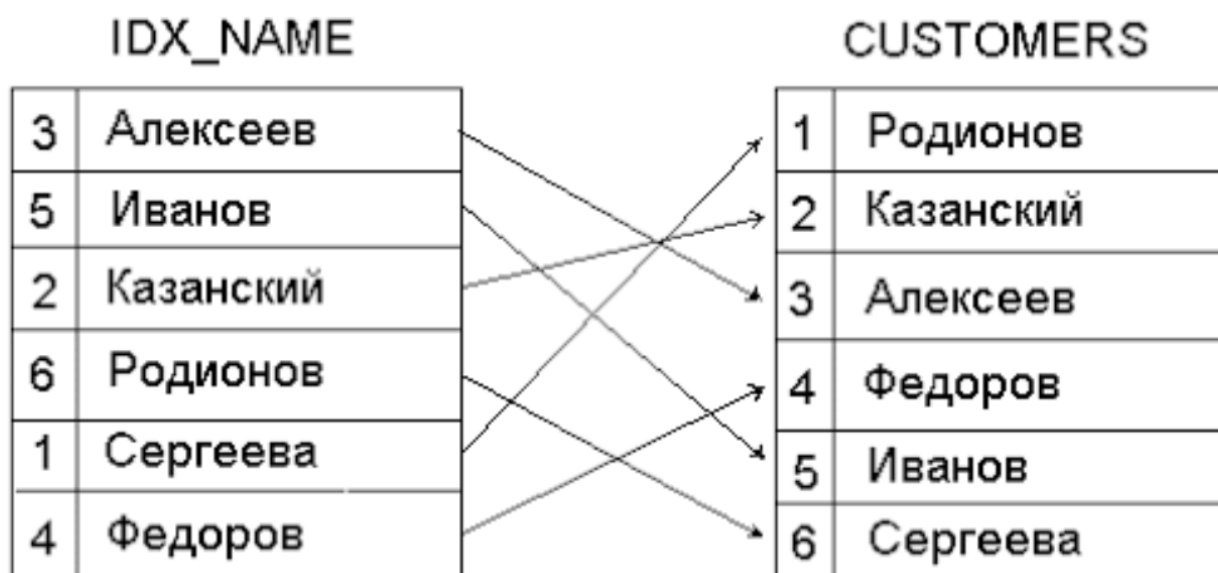 IDX_NAME
3 Алексеев
5 Иванов
2 Казанский
6 Родионов
1 Сергеева
4 Федоров
CUSTOMERS
1 Родионов
2 Казанский
3 Алексеев
4 Федоров
5 Иванов
6 Сергеева